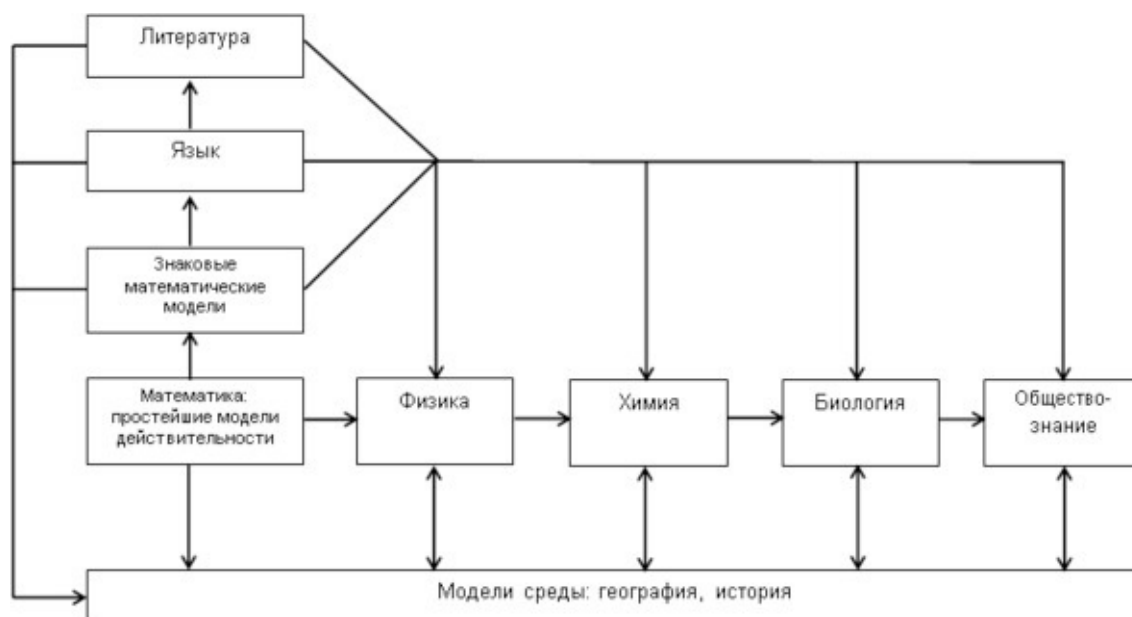 Литература
Язык
Знаковые
математические
модели
Математика:
простейшие модели
действительности
Физика
Химия
Биология
Общество-
знание
Модели среды: география, история